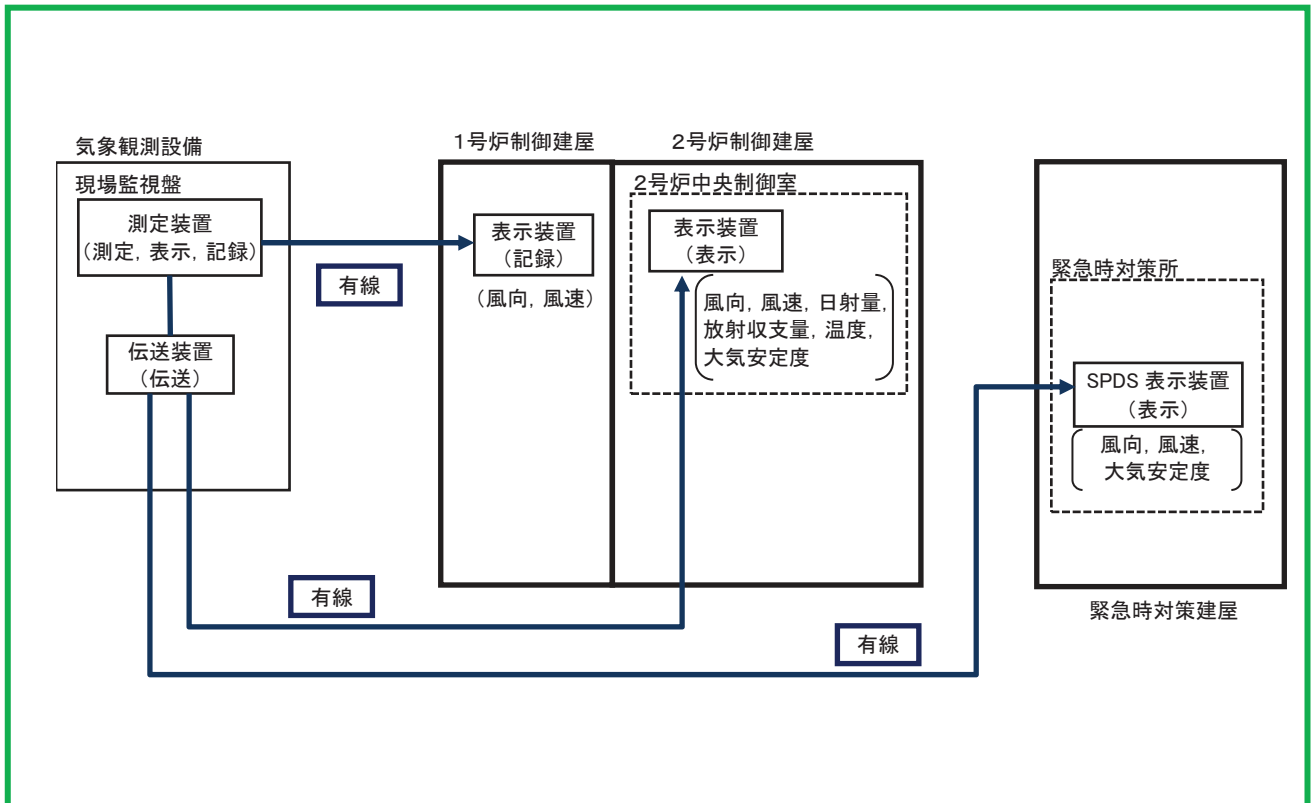 気象観測設備
現場監視盤
測定装置
（測定，表示，記録）
伝送装置
（伝送）
有線
1号炉制御建屋
表示装置
（記録）
（風向，風速）
2号炉制御建屋
2号炉中央制御室
表示装置
（表示）
風向，風速，日射量，
放射収支量，温度，
大気安定度
有線
緊急時対策所
SPDS 表示装置
（表示）
風向，風速，
大気安定度
緊急時対策建屋
有線